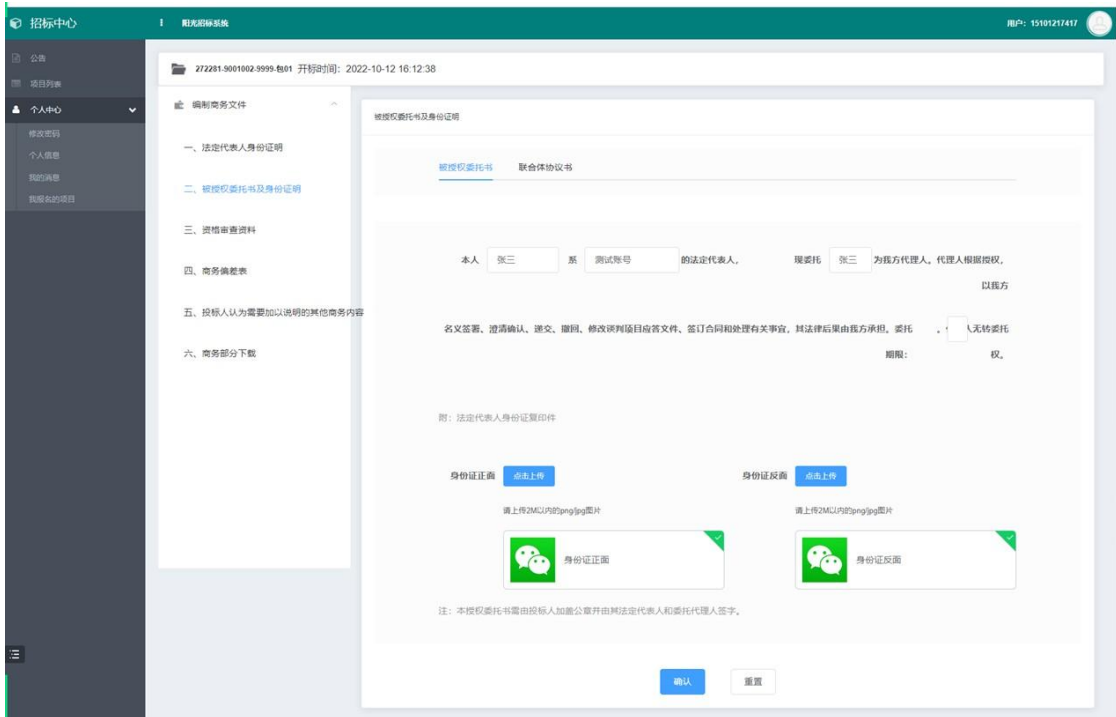 招标中心
阳光招标系统
用户：15101217417
公告
项目列表
个人中心
修改密码
个人信息
我的消息
我报名的项目
272281-9001002-9999-包01 开标时间：2022-10-12 16:12:38
编制商务文件
一、法定代表人身份证明
二、被授权委托书及身份证明
三、资格审查资料
四、商务偏差表
五、投标人认为需要加以说明的其他商务内容
六、商务部分下载
被授权委托书及身份证明
被授权委托书 联合体协议书
本人 张三 系 测试账号 的法定代表人， 现委托 张三 为我方代理人。代理人根据授权，
以我方
名义签署、澄清确认、递交、撤回、修改谈判项目应答文件、签订合同和处理有关事宜，其法律后果由我方承担。委托 。 人无转委托
期限： 权。
附：法定代表人身份证复印件
身份证正面 点击上传 身份证反面 点击上传
请上传2M以内的png/jpg图片 请上传2M以内的png/jpg图片
身份证正面 身份证反面
注：本授权委托书需由投标人加盖公章并由其法定代表人和委托代理人签字。
确认 重置